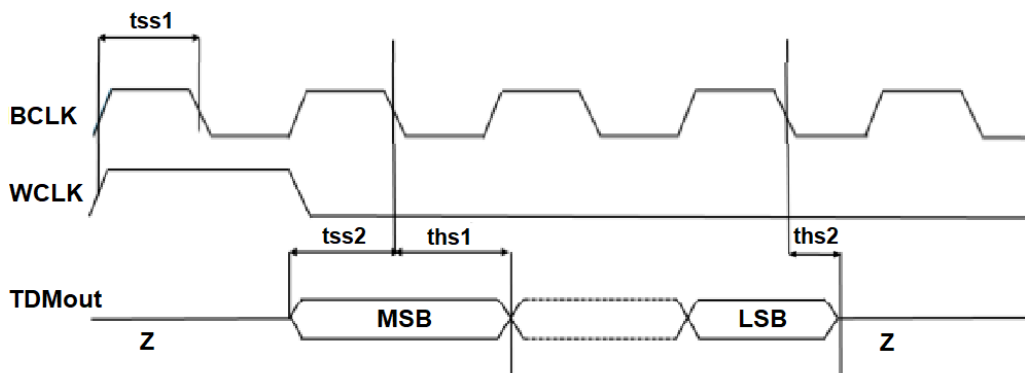 tss1
BCLK
WCLK
tss2 ths1 ths2
TDMout MSB LSB
Z Z